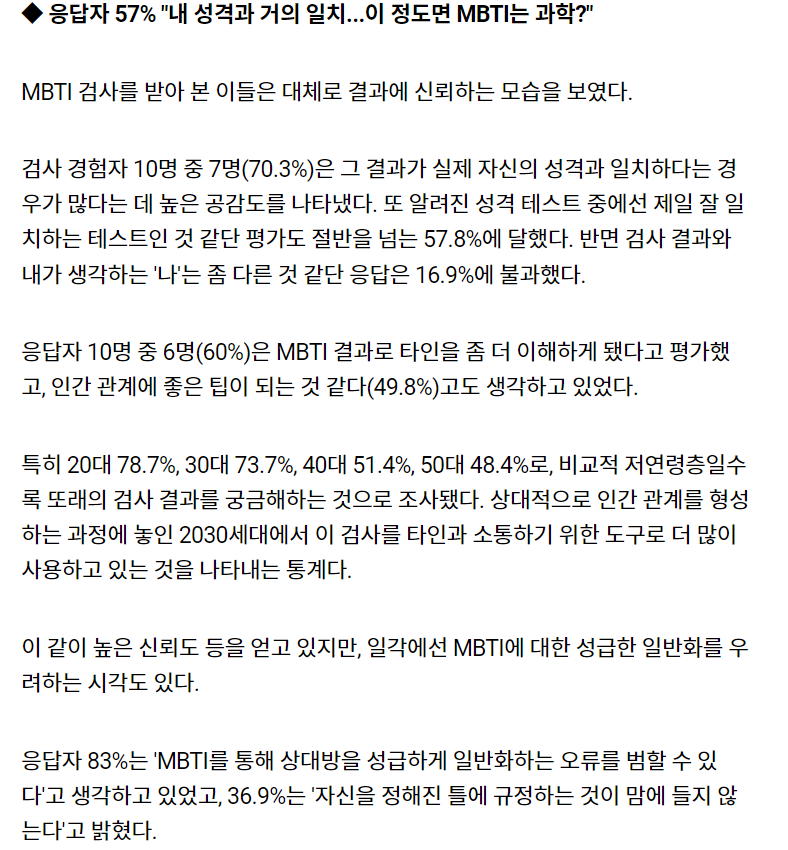 ◆ 응답자 57% "내 성격과 거의 일치...이 정도면 MBTI는 과학?"
MBTI 검사를 받아 본 이들은 대체로 결과에 신뢰하는 모습을 보였다.
검사 경험자 10명 중 7명(70.3%)은 그 결과가 실제 자신의 성격과 일치하다는 경
우가 많다는 데 높은 공감도를 나타냈다. 또 알려진 성격 테스트 중에선 제일 잘 일
치하는 테스트인 것 같단 평가도 절반을 넘는 57.8%에 달했다. 반면 검사 결과와
내가 생각하는 '나'는 좀 다른 것 같단 응답은 16.9%에 불과했다.
응답자 10명 중 6명(60%)은 MBTI 결과로 타인을 좀 더 이해하게 됐다고 평가했
고, 인간 관계에 좋은 팁이 되는 것 같다(49.8%)고도 생각하고 있었다.
특히 20대 78.7%, 30대 73.7%, 40대 51.4%, 50대 48.4%로, 비교적 저연령층일수
록 또래의 검사 결과를 궁금해하는 것으로 조사됐다. 상대적으로 인간 관계를 형성
하는 과정에 놓인 2030세대에서 이 검사를 타인과 소통하기 위한 도구로 더 많이
사용하고 있는 것을 나타내는 통계다.
이 같이 높은 신뢰도 등을 얻고 있지만, 일각에선 MBTI에 대한 성급한 일반화를 우
려하는 시각도 있다.
응답자 83%는 'MBTI를 통해 상대방을 성급하게 일반화하는 오류를 범할 수 있
다'고 생각하고 있었고, 36.9%는 '자신을 정해진 틀에 규정하는 것이 맘에 들지 않
는다'고 밝혔다.